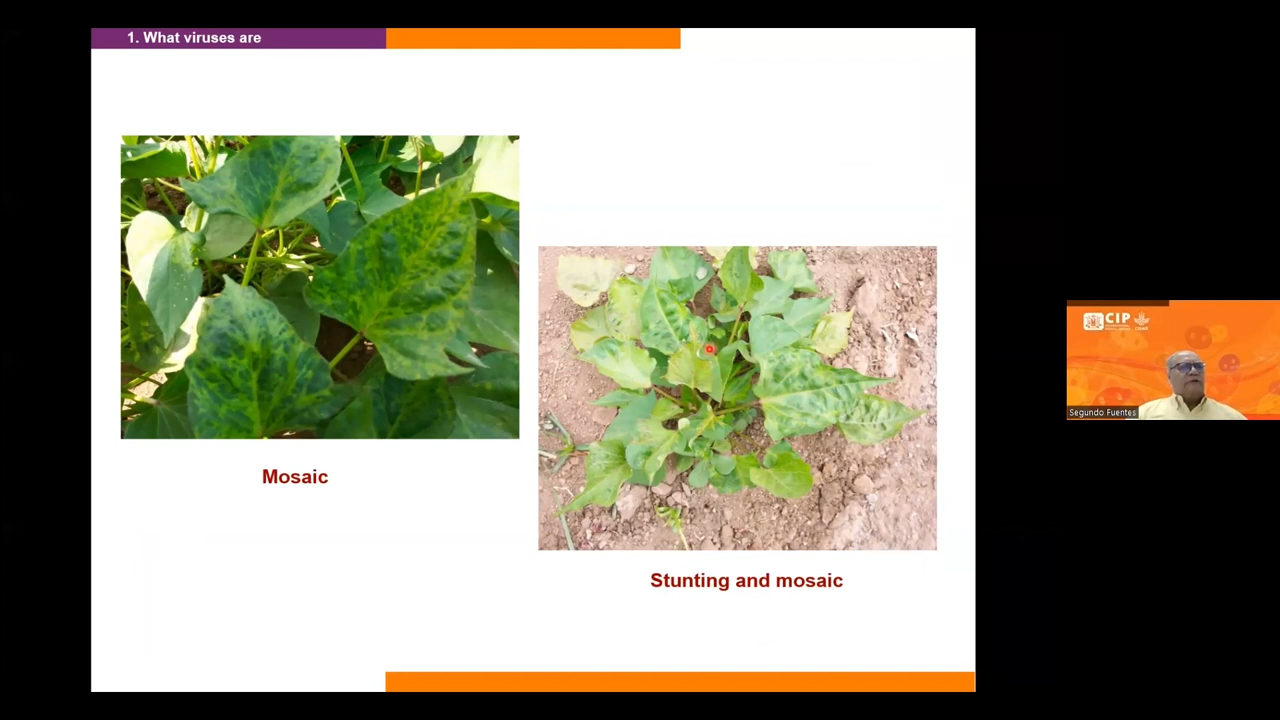 1. What viruses are
Mosaic
Stunting and mosaic
CIP
Segundo Fuentes